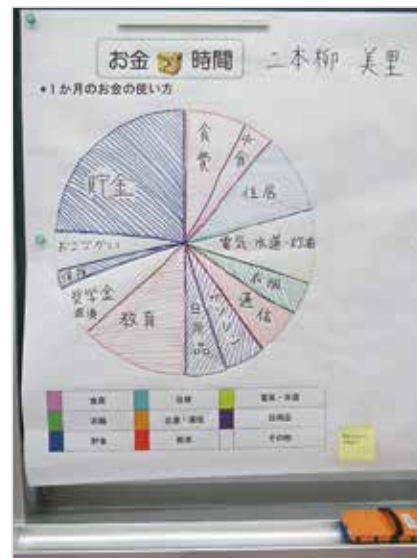 お金 時間
二本柳 美里
•1か月のお金の使い方
食費
外食
住居
電気・水道・灯油
衣服
通信
ガソリン
日用品
教育
奨学金
返済
保険
おこづかい
貯金
食費
住居
電気・水道
衣服
交通・通信
日用品
貯金
教育
その他